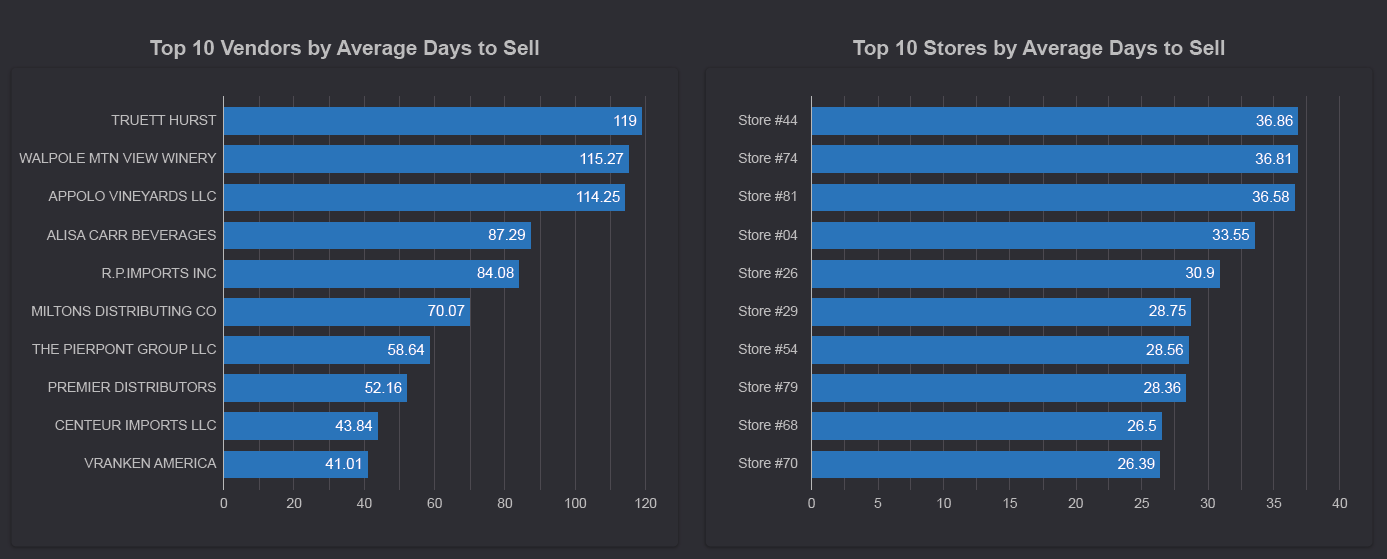 Top 10 Vendors by Average Days to Sell
TRUETT HURST 119
WALPOLE MTN VIEW WINERY 115.27
APPOLO VINEYARDS LLC 114.25
ALISA CARR BEVERAGES 87.29
R.P.IMPORTS INC 84.08
MILTONS DISTRIBUTING CO 70.07
THE PIERPONT GROUP LLC 58.64
PREMIER DISTRIBUTORS 52.16
CENTEUR IMPORTS LLC 43.84
VRANKEN AMERICA 41.01
0 20 40 60 80 100 120
Top 10 Stores by Average Days to Sell
Store #44 36.86
Store #74 36.81
Store #81 36.58
Store #04 33.55
Store #26 30.9
Store #29 28.75
Store #54 28.56
Store #79 28.36
Store #68 26.5
Store #70 26.39
0 5 10 15 20 25 30 35 40